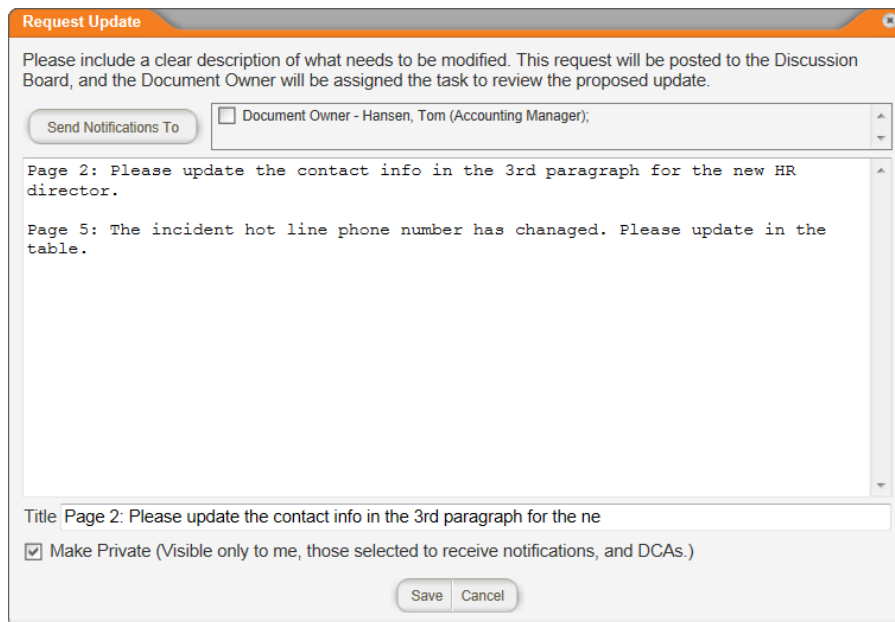 Request Update
Please include a clear description of what needs to be modified. This request will be posted to the Discussion
Board, and the Document Owner will be assigned the task to review the proposed update.
Send Notifications To
Document Owner - Hansen, Tom (Accounting Manager);
Page 2: Please update the contact info in the 3rd paragraph for the new HR
director.
Page 5: The incident hot line phone number has chanaged. Please update in the
table.
Title Page 2: Please update the contact info in the 3rd paragraph for the ne
Make Private (Visible only to me, those selected to receive notifications, and DCAs.)
Save Cancel